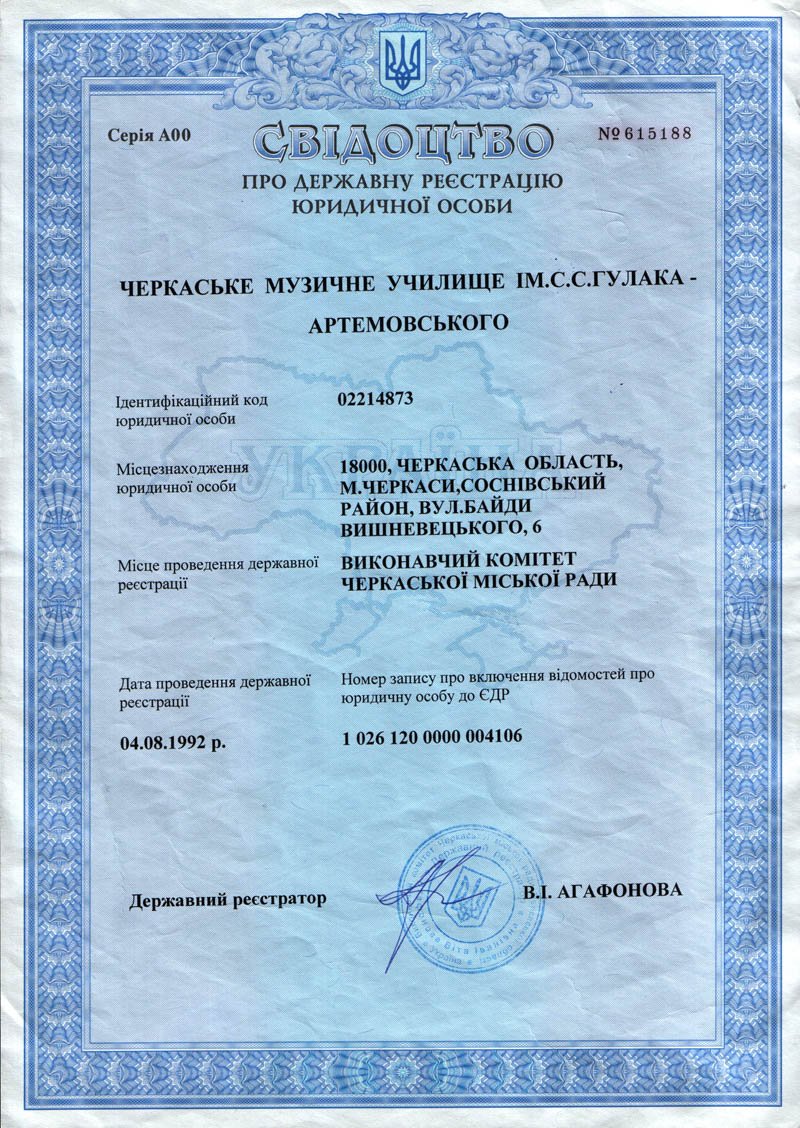 Серія А00
СВІДОЦТВО
№ 615188
ПРО ДЕРЖАВНУ РЕЄСТРАЦІЮ
ЮРИДИЧНОЇ ОСОБИ
ЧЕРКАСЬКЕ МУЗИЧНЕ УЧИЛИЩЕ ІМ.С.С.ГУЛАКА -
АРТЕМОВСЬКОГО
Ідентифікаційний код
юридичної особи
02214873
УКРАЇНА
Місцезнаходження
юридичної особи
18000, ЧЕРКАСЬКА ОБЛАСТЬ,
М.ЧЕРКАСИ,СОСНІВСЬКИЙ
РАЙОН, ВУЛ.БАЙДИ
ВИШНЕВЕЦЬКОГО, 6
Місце проведення державної
реєстрації
ВИКОНАВЧИЙ КОМІТЕТ
ЧЕРКАСЬКОЇ МІСЬКОЇ РАДИ
Дата проведення державної
реєстрації
Номер запису про включення відомостей про
юридичну особу до ЄДР
04.08.1992 р.
1 026 120 0000 004106
Державний реєстратор
В.І. АГАФОНОВА